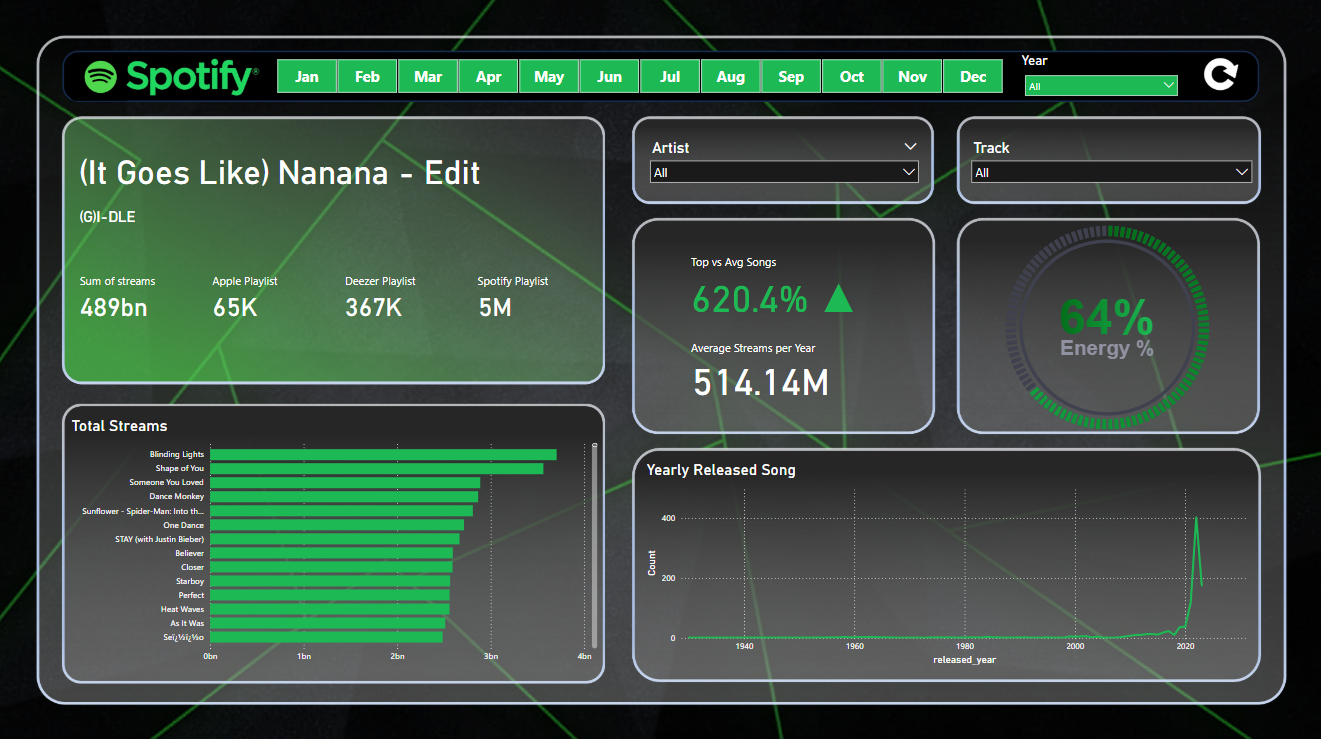 Spotify®
Jan Feb Mar Apr May Jun Jul Aug Sep Oct Nov Dec
Year
All
(It Goes Like) Nanana - Edit
(G)I-DLE
Sum of streams
489bn
Apple Playlist
65K
Deezer Playlist
367K
Spotify Playlist
5M
Artist
All
Track
All
Top vs Avg Songs
620.4%
Average Streams per Year
514.14M
64%
Energy %
Total Streams
Blinding Lights
Shape of You
Someone You Loved
Dance Monkey
Sunflower - Spider-Man: Into th...
One Dance
STAY (with Justin Bieber)
Believer
Closer
Starboy
Perfect
Heat Waves
As It Was
Seï¿½ï¿½o
0bn 1bn 2bn 3bn 4bn
Yearly Released Song
Count
400
200
0
1940 1960 1980 2000 2020
released_year